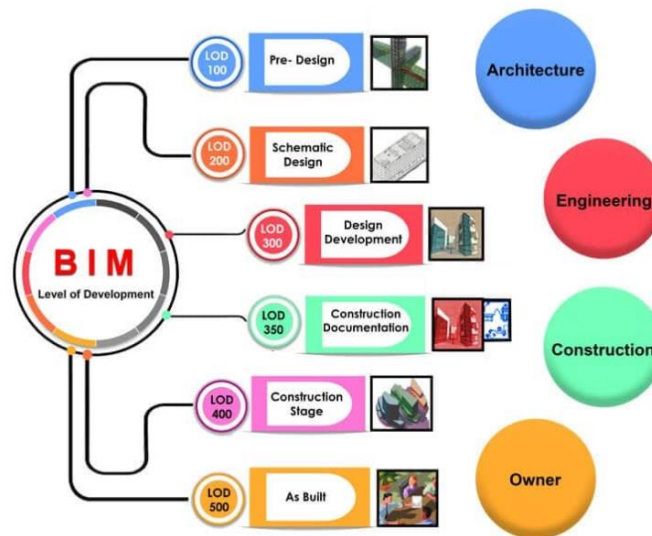 LOD
100
Pre- Design
Architecture
LOD
200
Schematic
Design
Engineering
LOD
300
Design
Development
BIM
Level of Development
LOD
350
Construction
Documentation
Construction
LOD
400
Construction
Stage
LOD
500
As Built
Owner